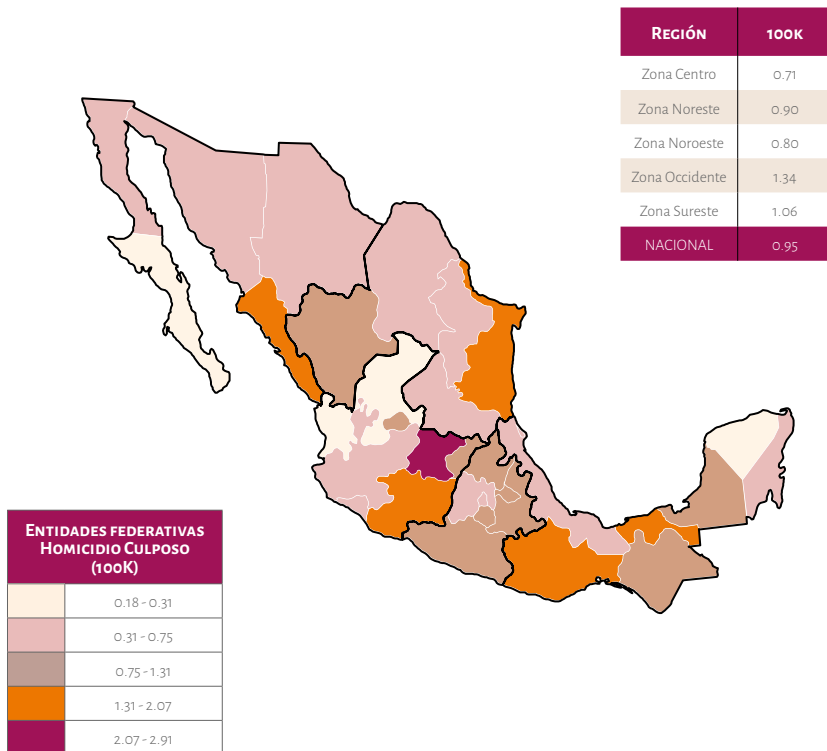 Región 100k
Zona Centro 0.71
Zona Noreste 0.90
Zona Noroeste 0.80
Zona Occidente 1.34
Zona Sureste 1.06
NACIONAL 0.95
Entidades federativas
Homicidio Culposo
(100K)
0.18 - 0.31
0.31 - 0.75
0.75 - 1.31
1.31 - 2.07
2.07 - 2.91